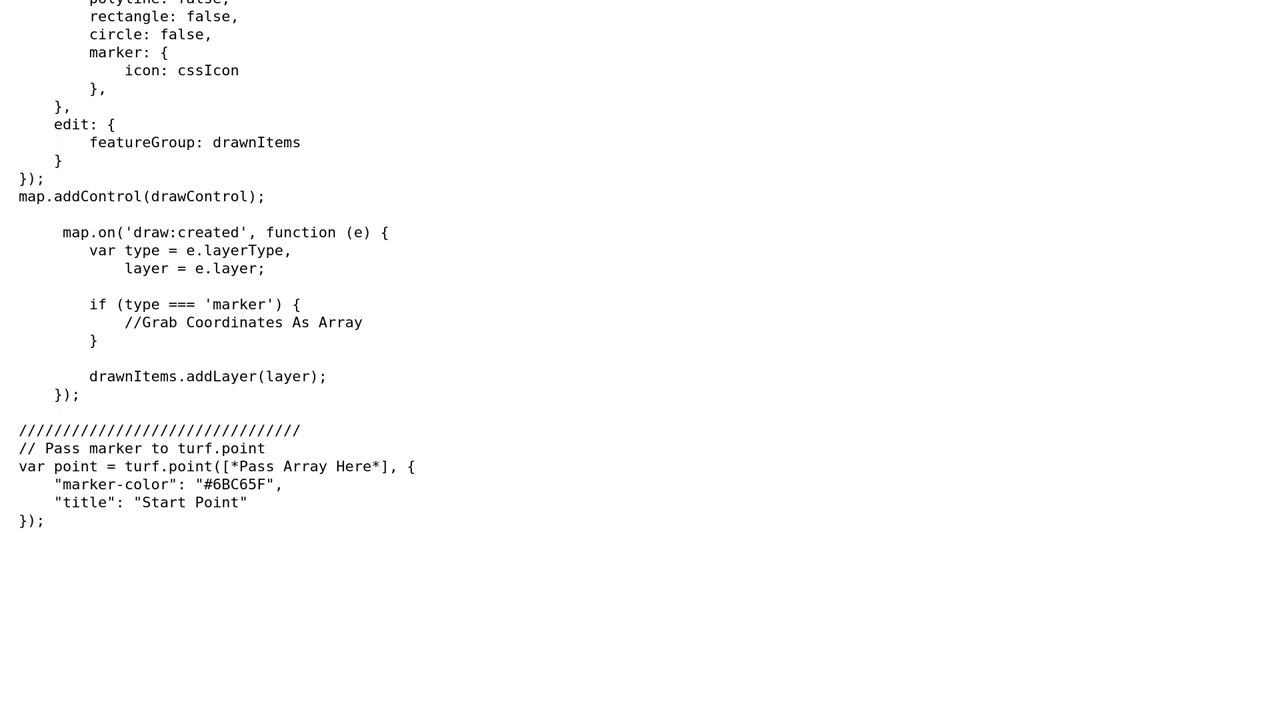 polyline: false,
        rectangle: false,
        circle: false,
        marker: {
            icon: cssIcon
        },
    },
    edit: {
        featureGroup: drawnItems
    }
});
map.addControl(drawControl);

     map.on('draw:created', function (e) {
        var type = e.layerType,
            layer = e.layer;

        if (type === 'marker') {
            //Grab Coordinates As Array
        }

        drawnItems.addLayer(layer);
    });

////////////////////////////////
// Pass marker to turf.point
var point = turf.point([*Pass Array Here*], {
    "marker-color": "#6BC65F",
    "title": "Start Point"
});